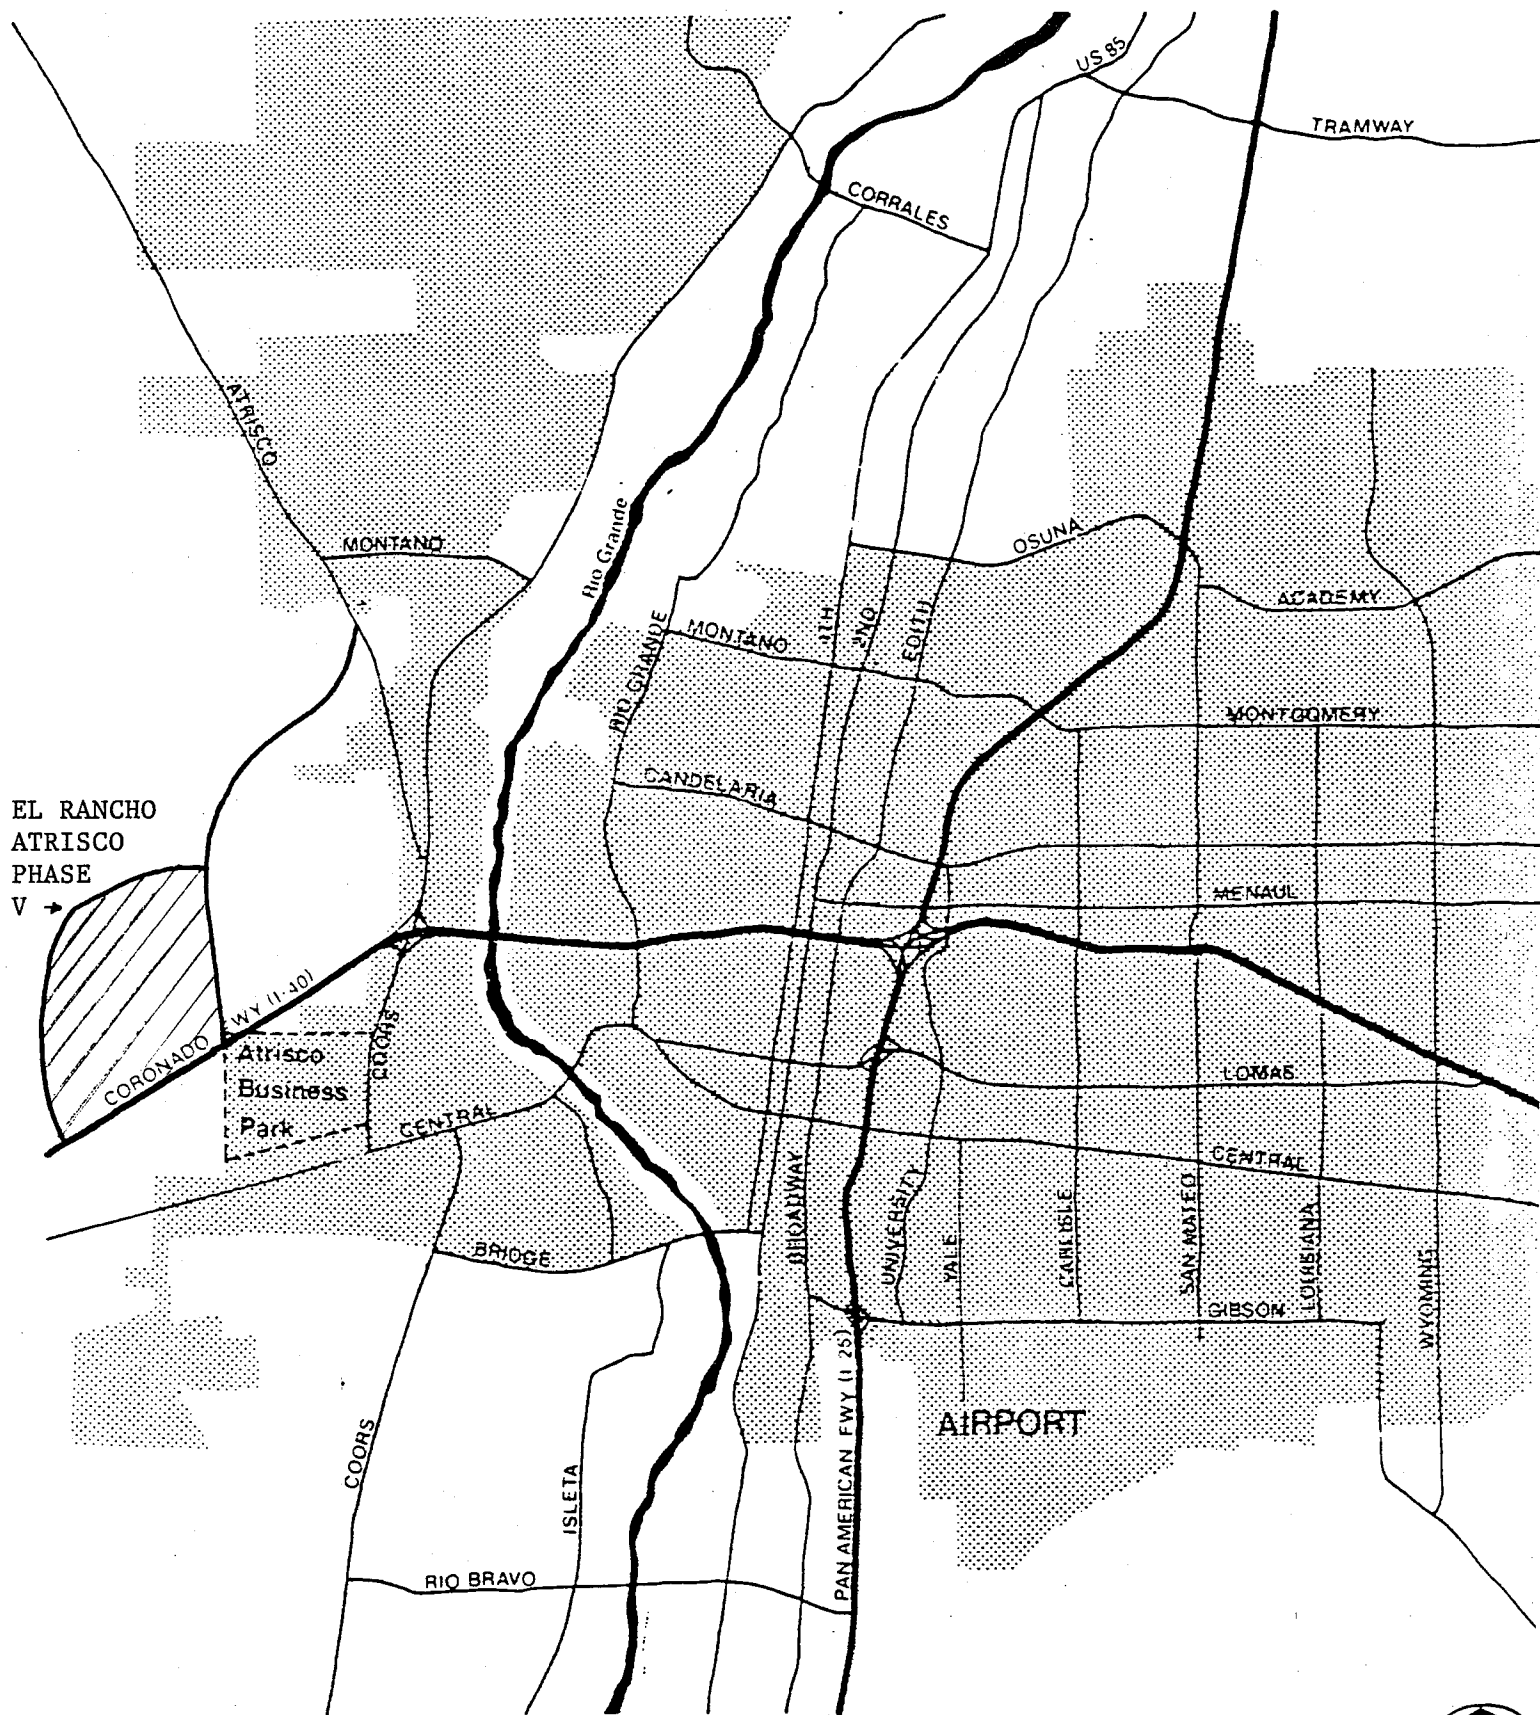 US 85
TRAMWAY
CORRALES
ATRISCO
Rio Grande
OSUNA
MONTANO
ACADEMY
4TH
2ND
EDITH
RIO GRANDE
MONTANO
MONTGOMERY
CANDELARIA
EL RANCHO
ATRISCO
PHASE
V
MENAUL
CORONADO WY (I-40)
COORS
Atrisco
Business
Park
LOMAS
CENTRAL
CENTRAL
BROADWAY
UNIVERSITY
YALE
CARLISLE
SAN MATEO
LOUISIANA
WYOMING
BRIDGE
GIBSON
PAN AMERICAN FWY (I 25)
AIRPORT
COORS
ISLETA
RIO BRAVO